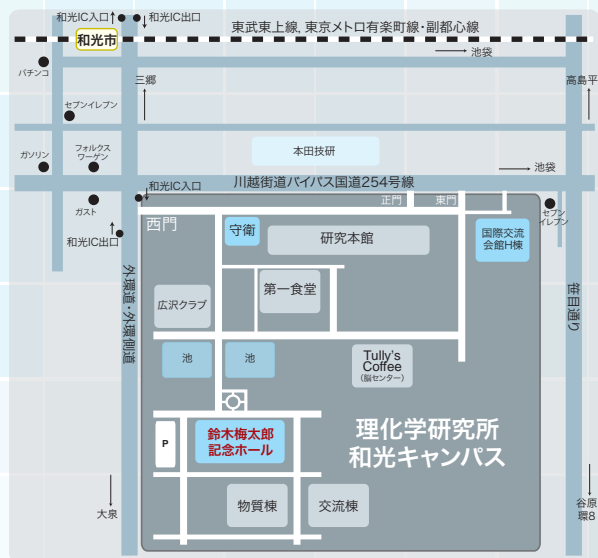 和光IC入口
和光IC出口
東武東上線, 東京メトロ有楽町線・副都心線
和光市
池袋
パチンコ
三郷
高島平
セブンイレブン
本田技研
ガソリン
フォルクス
ワーゲン
池袋
和光IC入口
川越街道バイパス国道254号線
ガスト
正門
東門
セブン
イレブン
西門
守衛
研究本館
国際交流
会館H棟
和光IC出口
外環道・外環側道
笹目通り
広沢クラブ
第一食堂
池
池
Tully's
Coffee
(脳センター)
P
鈴木梅太郎
記念ホール
理化学研究所
和光キャンパス
物質棟
交流棟
大泉
谷原
環8